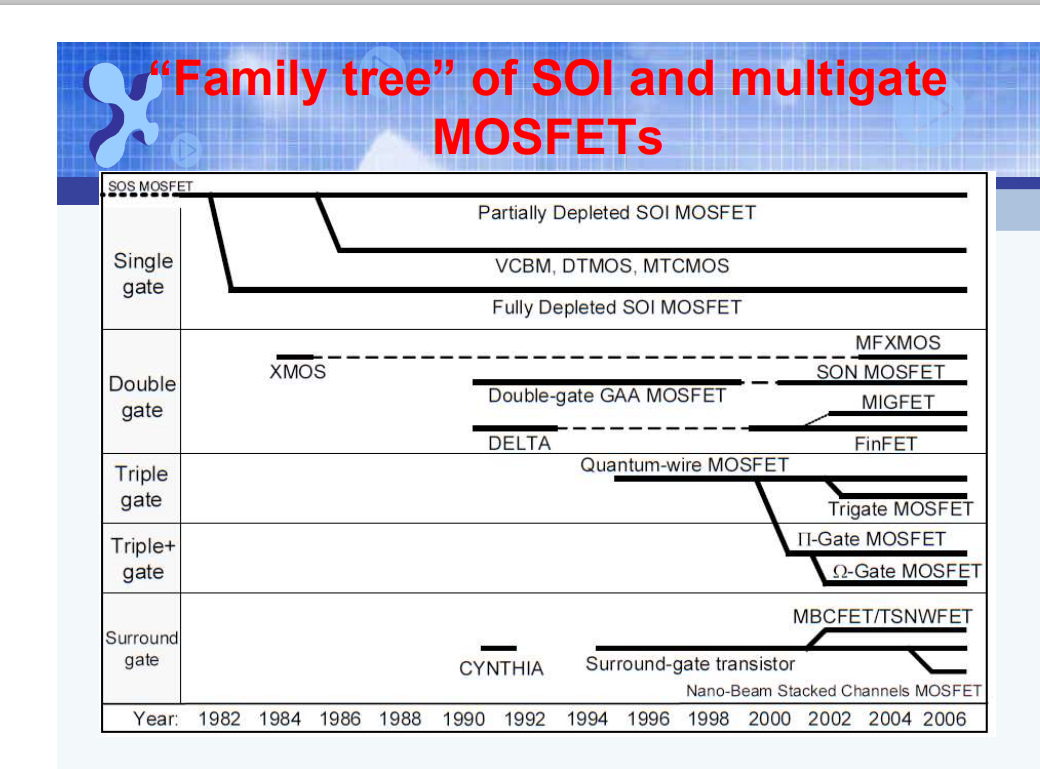 “Family tree” of SOI and multigate
MOSFETs
SOS MOSFET
Partially Depleted SOI MOSFET
Single
gate
VCBM, DTMOS, MTCMOS
Fully Depleted SOI MOSFET
Double
gate
MFXMOS
XMOS
SON MOSFET
Double-gate GAA MOSFET
MIGFET
DELTA
FinFET
Triple
gate
Quantum-wire MOSFET
Trigate MOSFET
Triple+
gate
Π-Gate MOSFET
Ω-Gate MOSFET
Surround
gate
MBCFET/TSNWFET
CYNTHIA
Surround-gate transistor
Nano-Beam Stacked Channels MOSFET
Year: 1982 1984 1986 1988 1990 1992 1994 1996 1998 2000 2002 2004 2006